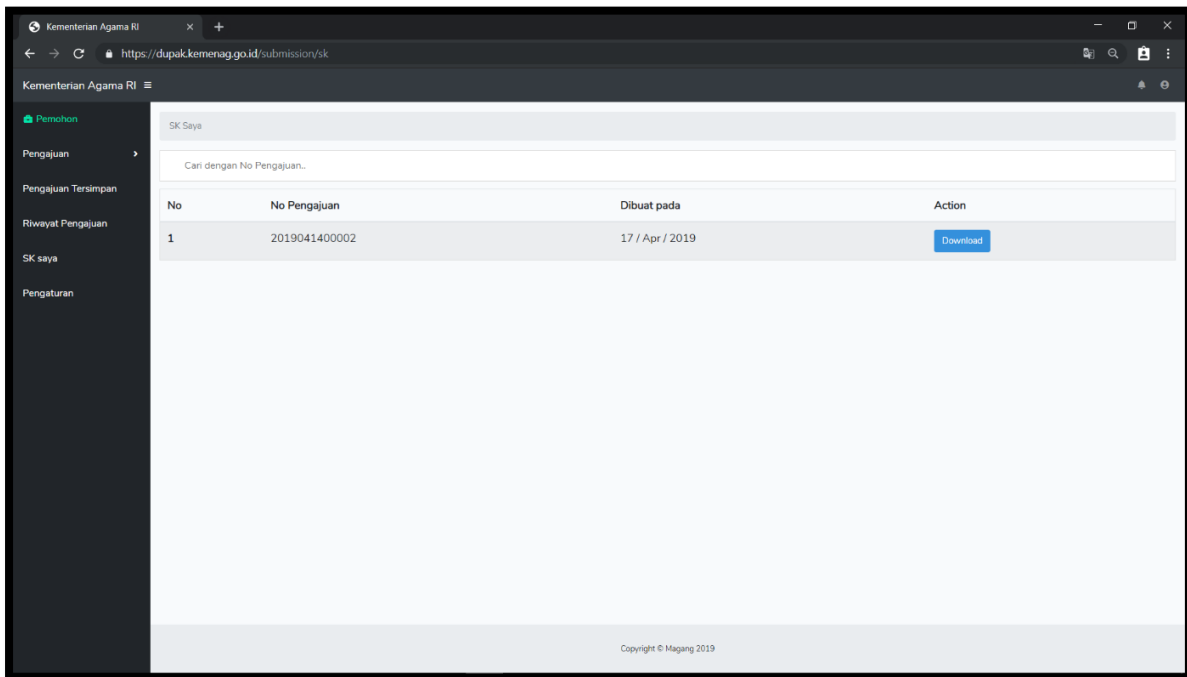 Kementerian Agama RI
https://dupak.kemenag.go.id/submission/sk
Kementerian Agama RI
Pemohon
Pengajuan
Pengajuan Tersimpan
Riwayat Pengajuan
SK saya
Pengaturan
SK Saya
Cari dengan No Pengajuan..
No No Pengajuan Dibuat pada Action
1 2019041400002 17 / Apr / 2019 Download
Copyright © Magang 2019